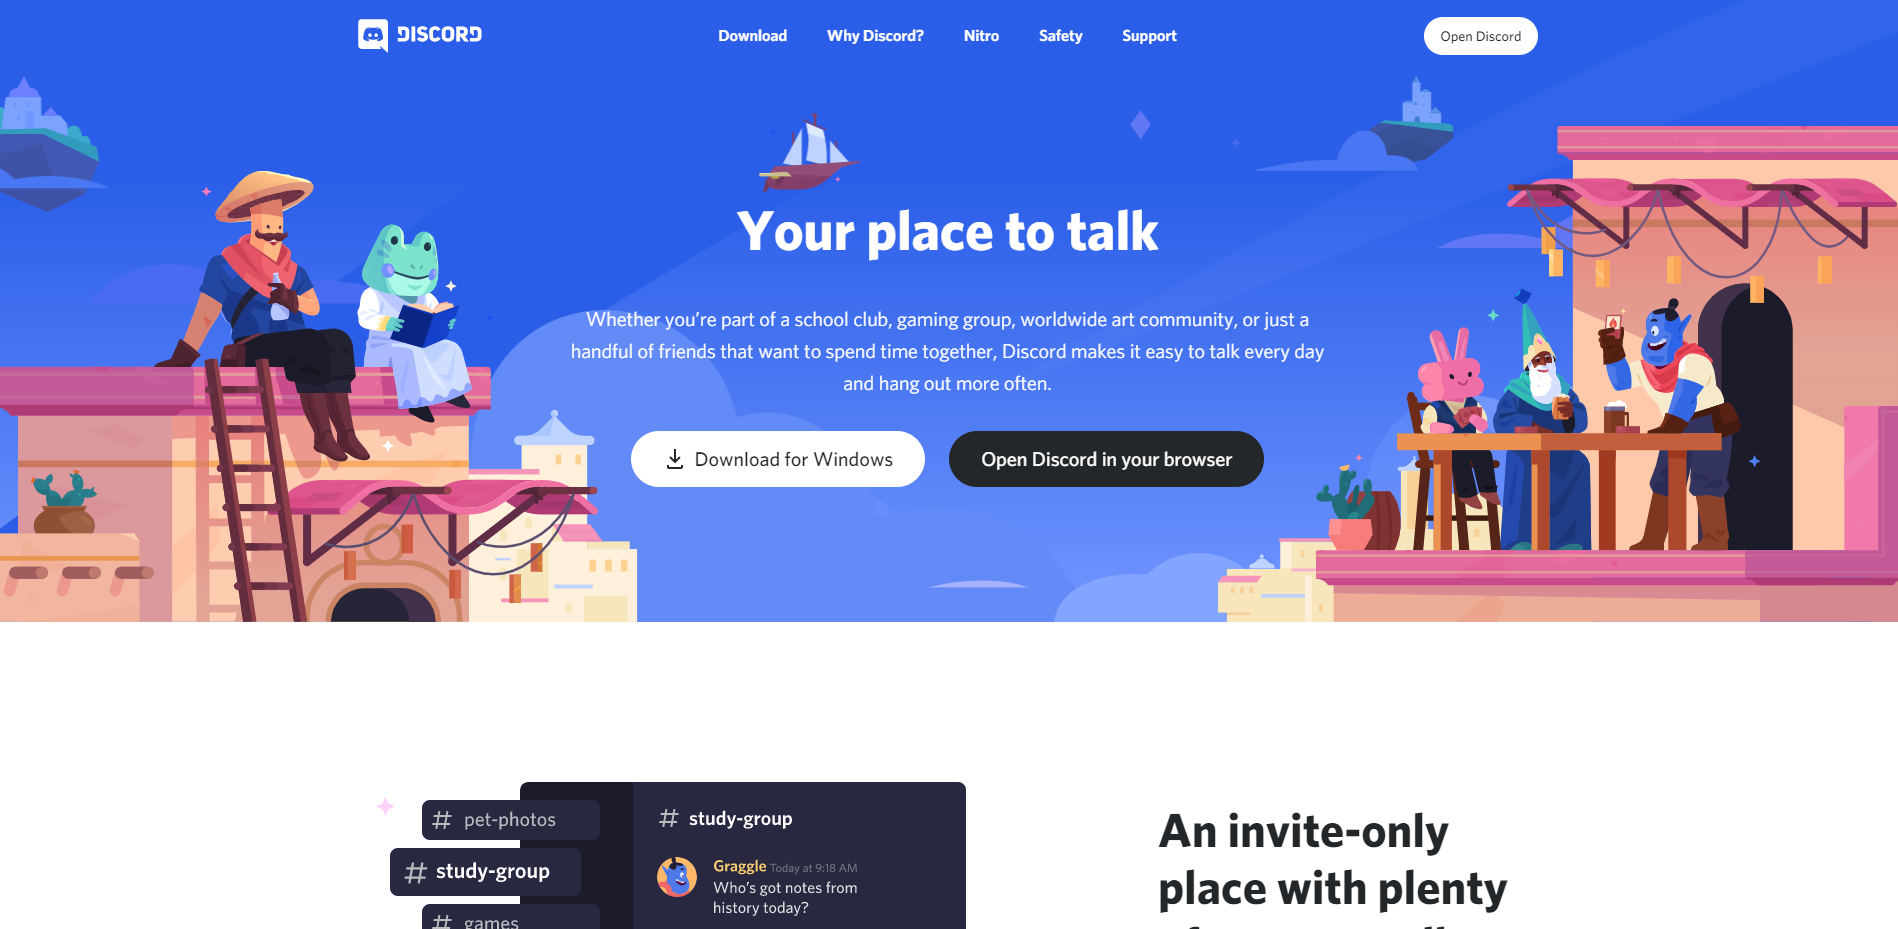 DISCORD
Download
Why Discord?
Nitro
Safety
Support
Open Discord
Your place to talk
Whether you're part of a school club, gaming group, worldwide art community, or just a
handful of friends that want to spend time together, Discord makes it easy to talk every day
and hang out more often.
Download for Windows
Open Discord in your browser
# pet-photos
# study-group
# games
# study-group
Graggle Today at 9:18 AM
Who's got notes from
history today?
An invite-only
place with plenty